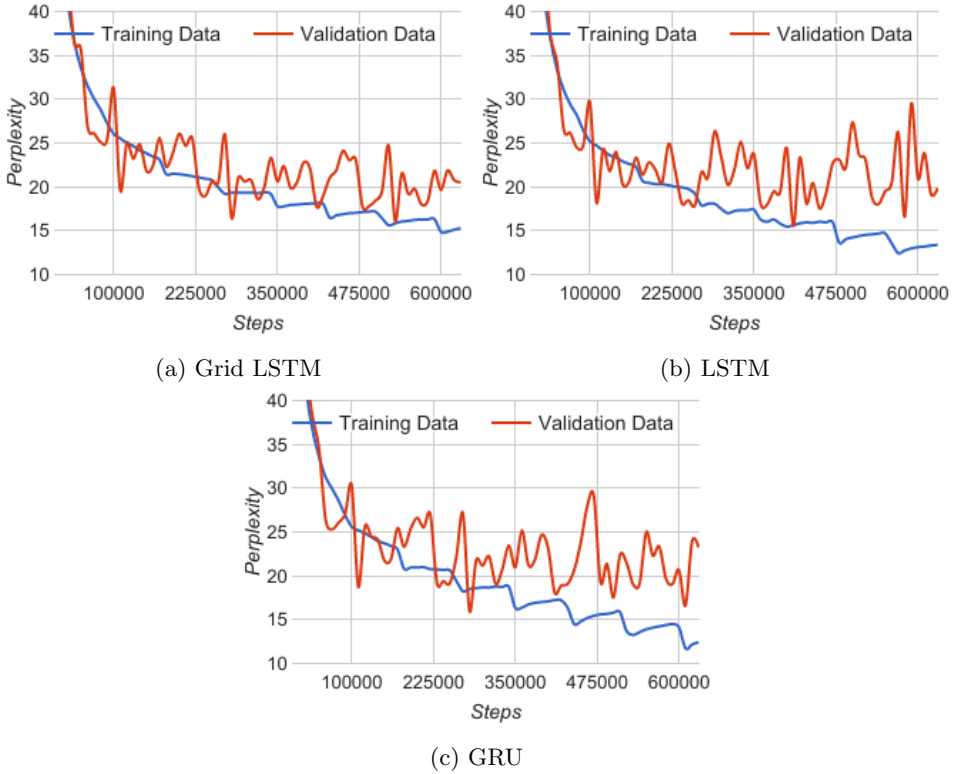 40
Training Data Validation Data
35
30
25
20
15
10
Perplexity
100000 225000 350000 475000 600000
Steps
(a) Grid LSTM
40
Training Data Validation Data
35
30
25
20
15
10
Perplexity
100000 225000 350000 475000 600000
Steps
(b) LSTM
40
Training Data Validation Data
35
30
25
20
15
10
Perplexity
100000 225000 350000 475000 600000
Steps
(c) GRU